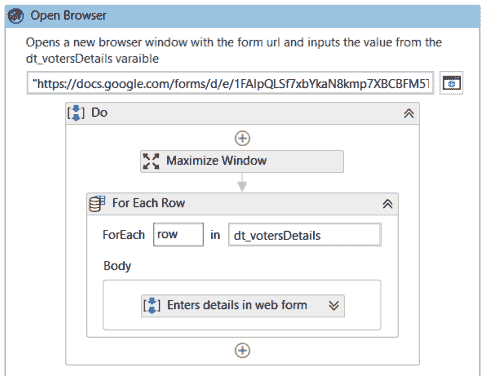 Open Browser
Opens a new browser window with the form url and inputs the value from the
dt_votersDetails varaible
"https://docs.google.com/forms/d/e/1FAIpQLSf7xbYkaN8kmp7XBCBFM5T
Do
Maximize Window
For Each Row
ForEach row in dt_votersDetails
Body
Enters details in web form